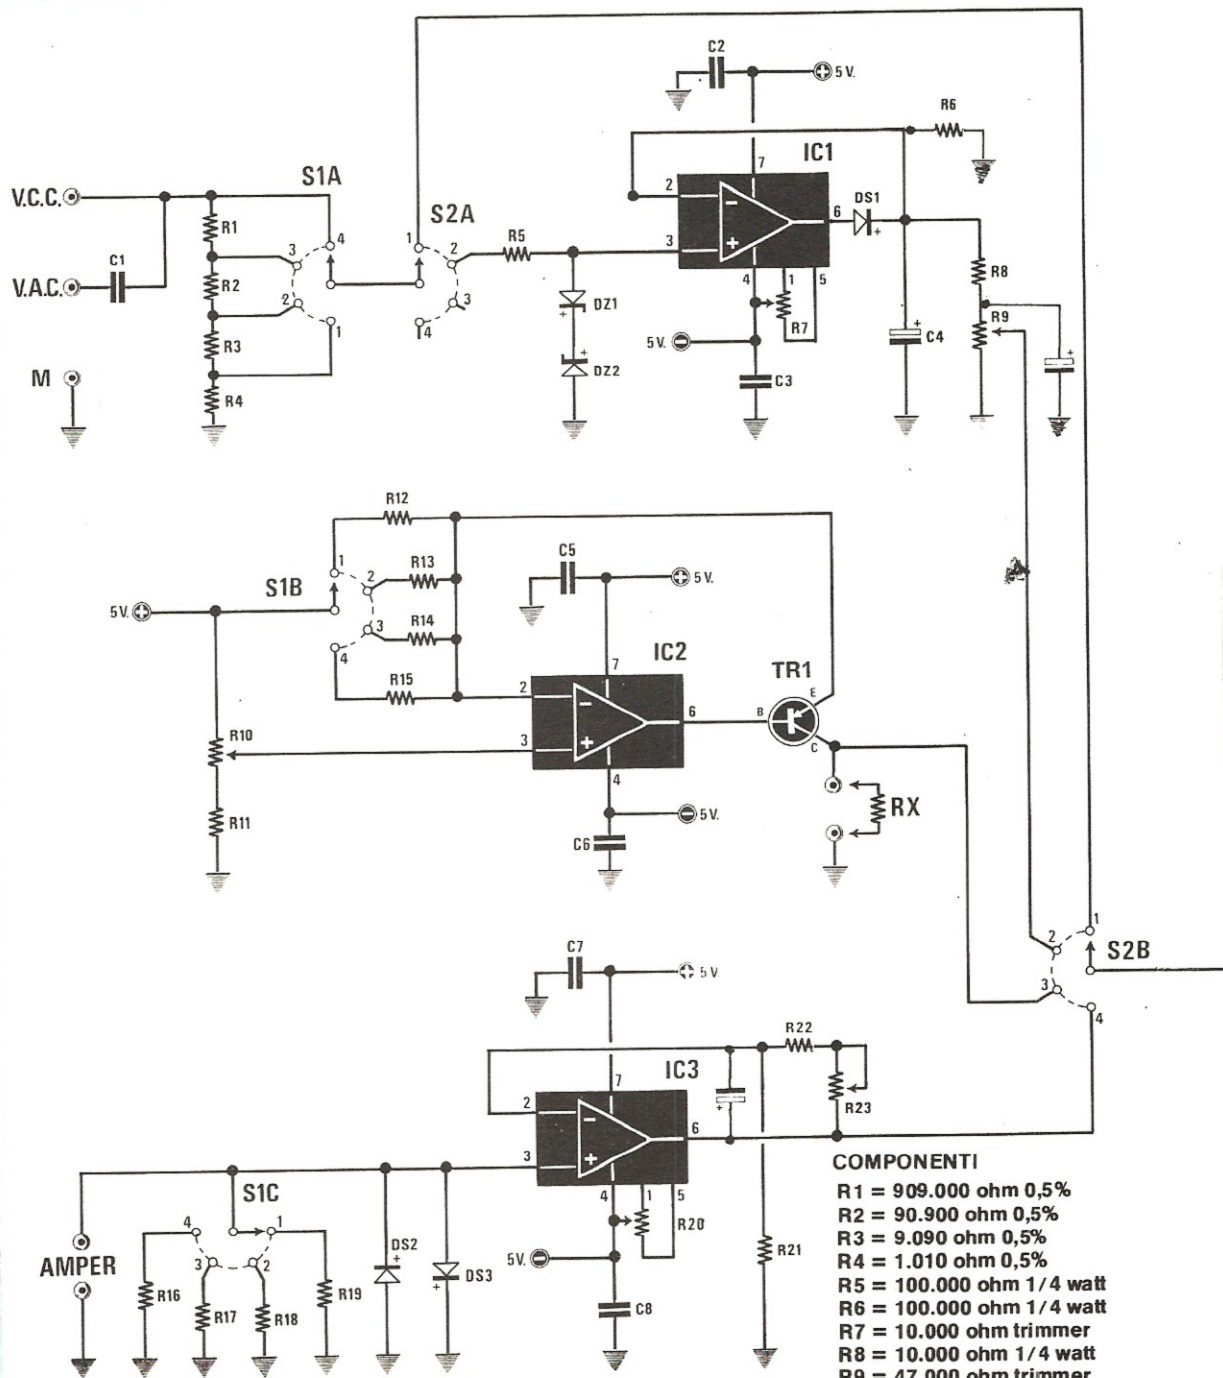 C2
5 V.
R6
IC1
S1A
7
V.C.C.
2
6
DS1
+
R1
S2A
3
4
1
2
R5
3
C1
R2
V.A.C.
2
3
4
1
5
R8
DZ1
+
R7
R9
4
1
5V.
C4
R3
+
DZ2
C3
+
M
R4
R12
1
R13
C5
5V.
S1B
2
5V.
3
R14
4
IC2
7
TR1
R15
2
E
6
B
R10
3
C
4
R11
5V.
RX
C6
1
2
S2B
C7
5 V.
3
4
R22
IC3
7
2
R23
+
6
3
COMPONENTI
S1C
4
1
5
R1 = 909.000 ohm 0,5%
4
1
R20
R2 = 90.900 ohm 0,5%
DS2
+
R3 = 9.090 ohm 0,5%
AMPER
3
2
5V.
R21
R4 = 1.010 ohm 0,5%
R16
R17
R18
R19
+
DS3
C8
R5 = 100.000 ohm 1/4 watt
R6 = 100.000 ohm 1/4 watt
R7 = 10.000 ohm trimmer
R8 = 10.000 ohm 1/4 watt
R9 = 47.000 ohm trimmer